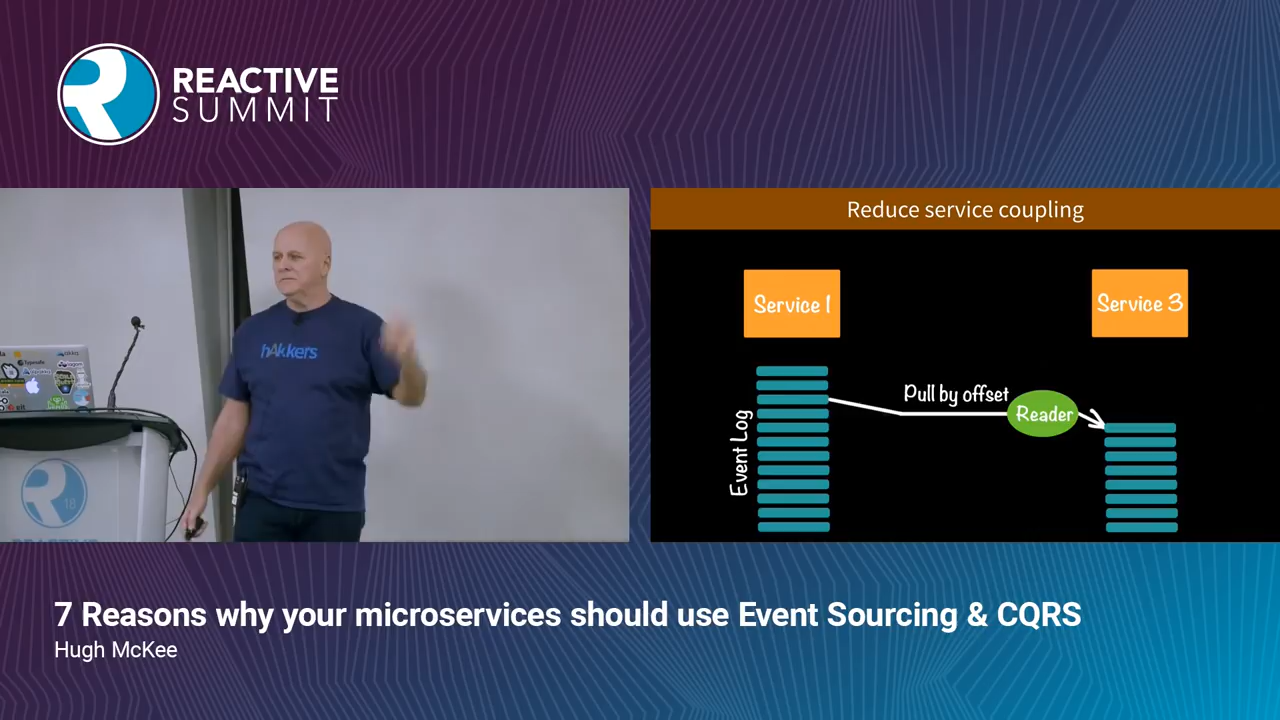 REACTIVE
SUMMIT
Reduce service coupling
Service 1
Service 3
Pull by offset
Reader
Event Log
hAkkers
18
7 Reasons why your microservices should use Event Sourcing & CQRS
Hugh McKee